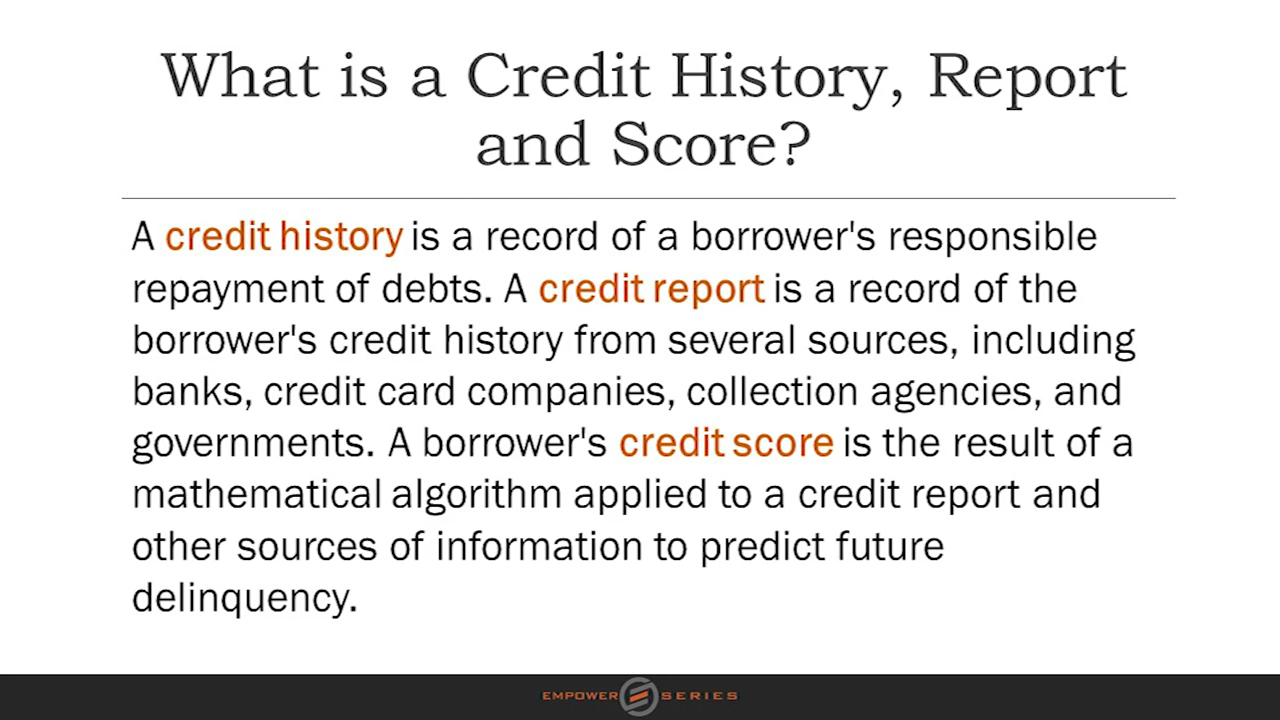 What is a Credit History, Report
and Score?
A credit history is a record of a borrower's responsible
repayment of debts. A credit report is a record of the
borrower's credit history from several sources, including
banks, credit card companies, collection agencies, and
governments. A borrower's credit score is the result of a
mathematical algorithm applied to a credit report and
other sources of information to predict future
delinquency.
EMPOWER SERIES